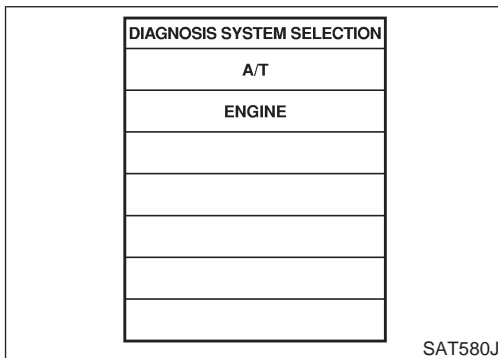 DIAGNOSIS SYSTEM SELECTION
A/T
ENGINE
SAT580J